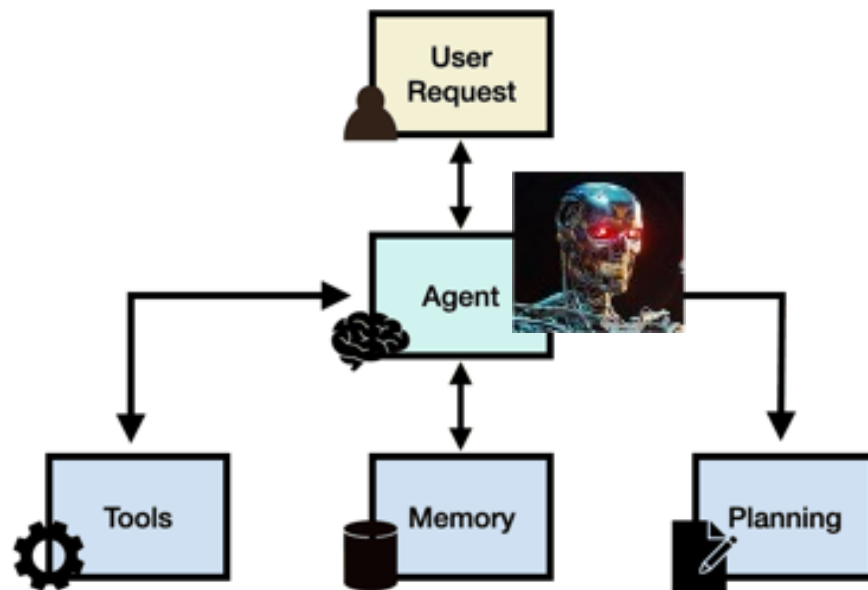 User
Request
Agent
Tools
Memory
Planning